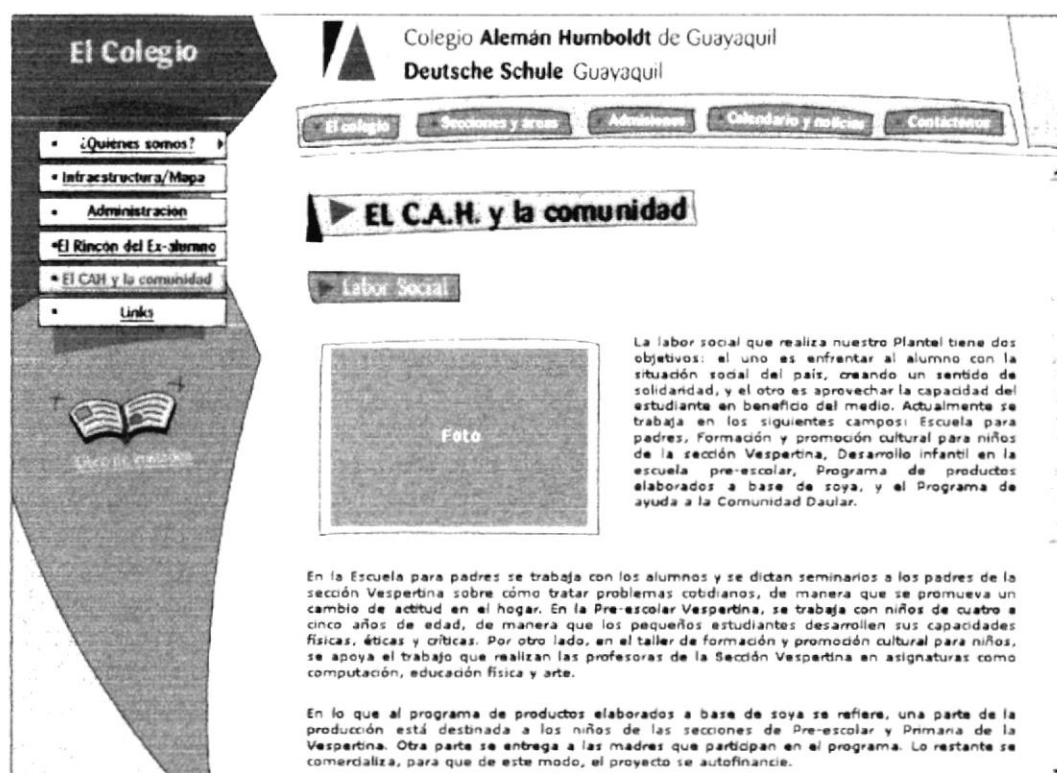 El Colegio
Colegio Alemán Humboldt de Guayaquil
Deutsche Schule Guayaquil
El colegio
Secciones y áreas
Admisiones
Calendario y noticias
Contáctenos
¿Quiénes somos?
Infraestructura/Mapa
Administración
El Rincón del Ex-alumno
El CAH y la comunidad
Links
EL C.A.H. y la comunidad
Labor Social
Foto
La labor social que realiza nuestro Plantel tiene dos
objetivos: el uno es enfrentar al alumno con la
situación social del país, creando un sentido de
solidaridad, y el otro es aprovechar la capacidad del
estudiante en beneficio del medio. Actualmente se
trabaja en los siguientes campos: Escuela para
padres, Formación y promoción cultural para niños
de la sección Vespertina, Desarrollo infantil en la
escuela pre-escolar, Programa de productos
elaborados a base de soya, y el Programa de
ayuda a la Comunidad Daular.
En la Escuela para padres se trabaja con los alumnos y se dictan seminarios a los padres de la
sección Vespertina sobre cómo tratar problemas cotidianos, de manera que se promueva un
cambio de actitud en el hogar. En la Pre-escolar Vespertina, se trabaja con niños de cuatro a
cinco años de edad, de manera que los pequeños estudiantes desarrollen sus capacidades
físicas, éticas y críticas. Por otro lado, en el taller de formación y promoción cultural para niños,
se apoya el trabajo que realizan las profesoras de la Sección Vespertina en asignaturas como
computación, educación física y arte.
En lo que al programa de productos elaborados a base de soya se refiere, una parte de la
producción está destinada a los niños de las secciones de Pre-escolar y Primaria de la
Vespertina. Otra parte se entrega a las madres que participan en el programa. Lo restante se
comercializa, para que de este modo, el proyecto se autofinancie.